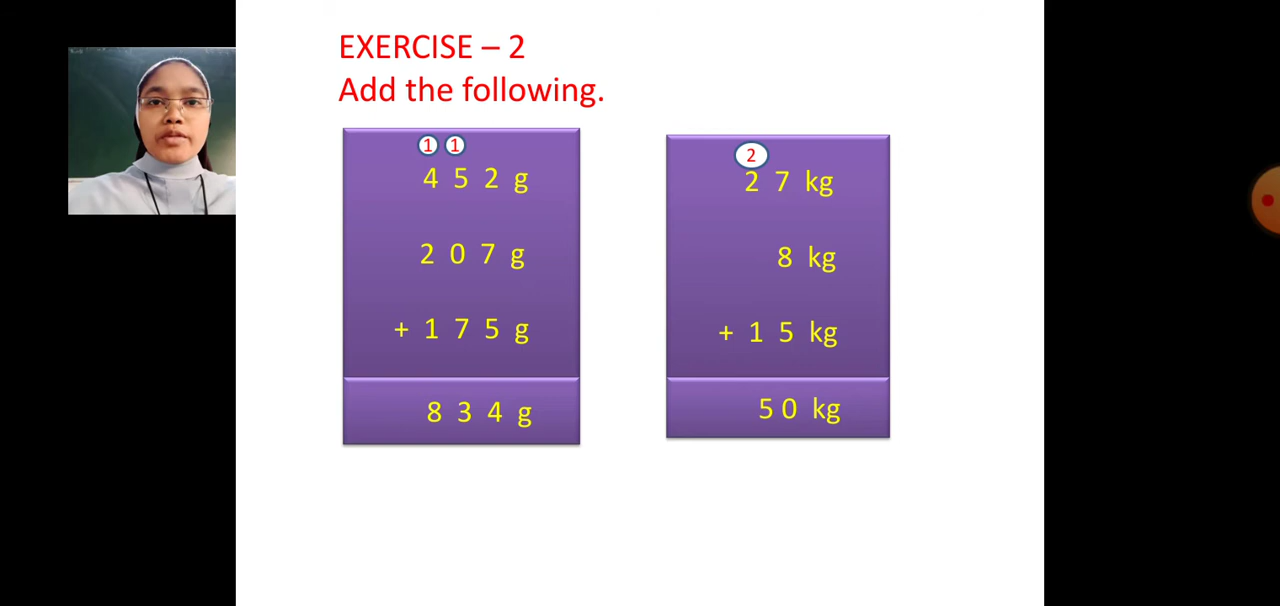 EXERCISE – 2
Add the following.
1 1
4 5 2 g
2 0 7 g
+ 1 7 5 g
8 3 4 g
2
2 7 kg
8 kg
+ 1 5 kg
5 0 kg